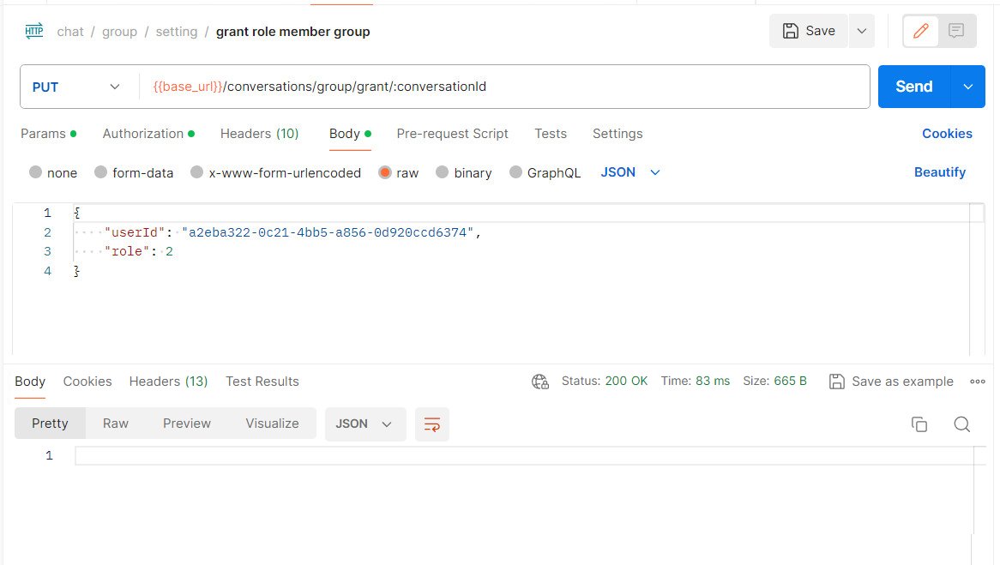 HTTP chat / group / setting / grant role member group Save
PUT {{base_url}}/conversations/group/grant/:conversationId Send
Params Authorization Headers (10) Body Pre-request Script Tests Settings Cookies
none form-data x-www-form-urlencoded raw binary GraphQL JSON Beautify
1 {
2 "userId": "a2eba322-0c21-4bb5-a856-0d920ccd6374",
3 "role": 2
4 }
Body Cookies Headers (13) Test Results Status: 200 OK Time: 83 ms Size: 665 B Save as example
Pretty Raw Preview Visualize JSON
1